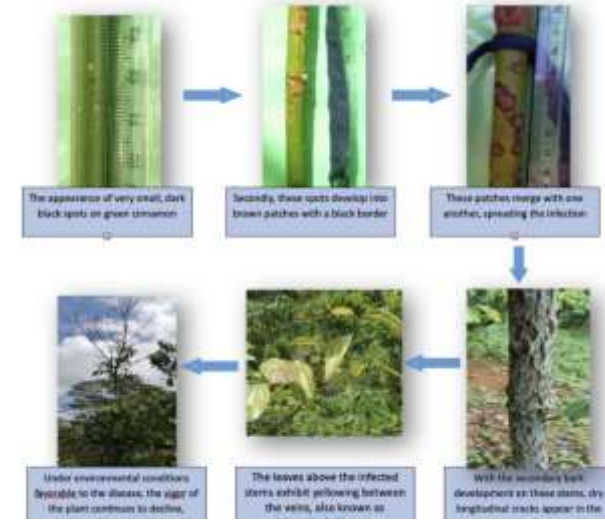 The appearance of very small, dark
black spots on green cinnamon
Secondly, these spots develop into
brown patches with a black border
These patches merge with one
another, spreading the infection
With the secondary bark
development on these stems, dry
longitudinal cracks appear in the
The leaves above the infected
stems exhibit yellowing between
the veins, also known as
Under environmental conditions
favorable to the disease, the vigor of
the plant continues to decline,